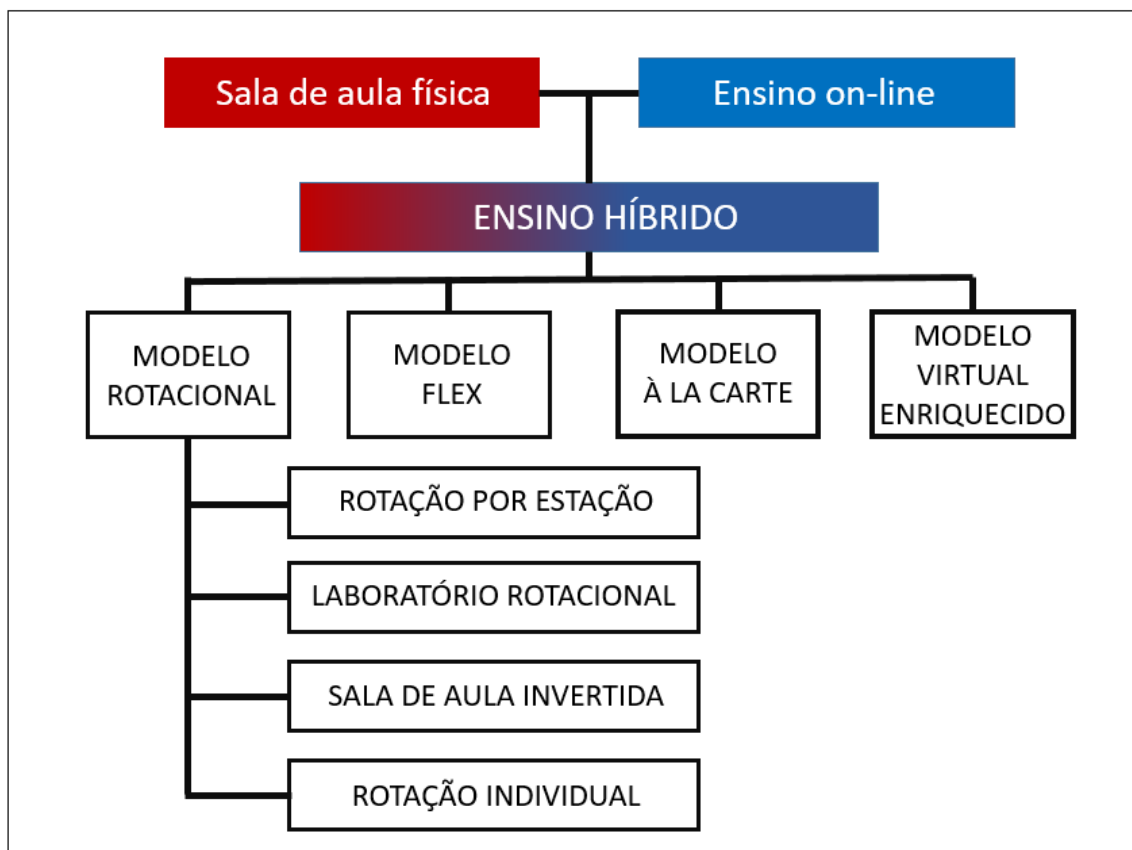 Sala de aula física
Ensino on-line
ENSINO HÍBRIDO
MODELO
ROTACIONAL
MODELO
FLEX
MODELO
À LA CARTE
MODELO
VIRTUAL
ENRIQUECIDO
ROTAÇÃO POR ESTAÇÃO
LABORATÓRIO ROTACIONAL
SALA DE AULA INVERTIDA
ROTAÇÃO INDIVIDUAL